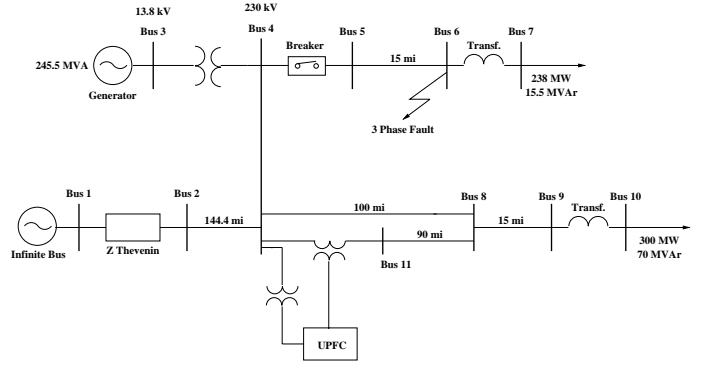 13.8 kV
230 kV
Bus 3
Bus 4
Breaker
Bus 5
Bus 6
Bus 7
Transf.
245.5 MVA
15 mi
Generator
238 MW
15.5 MVAr
3 Phase Fault
Bus 1
Bus 2
Bus 8
Bus 9
Bus 10
Transf.
100 mi
144.4 mi
15 mi
90 mi
Infinite Bus
Z Thevenin
Bus 11
300 MW
70 MVAr
UPFC